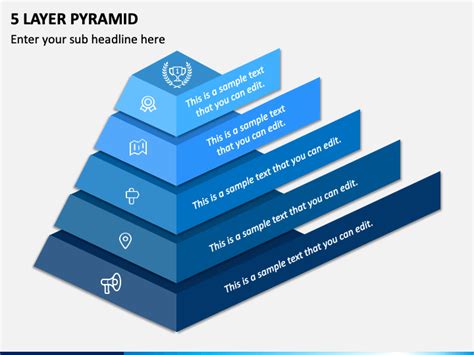 5 LAYER PYRAMID
Enter your sub headline here
1
This is a sample text
that you can edit.
This is a sample text
that you can edit.
This is a sample text that you can edit.
This is a sample text that you can edit.
This is a sample text that you can edit.